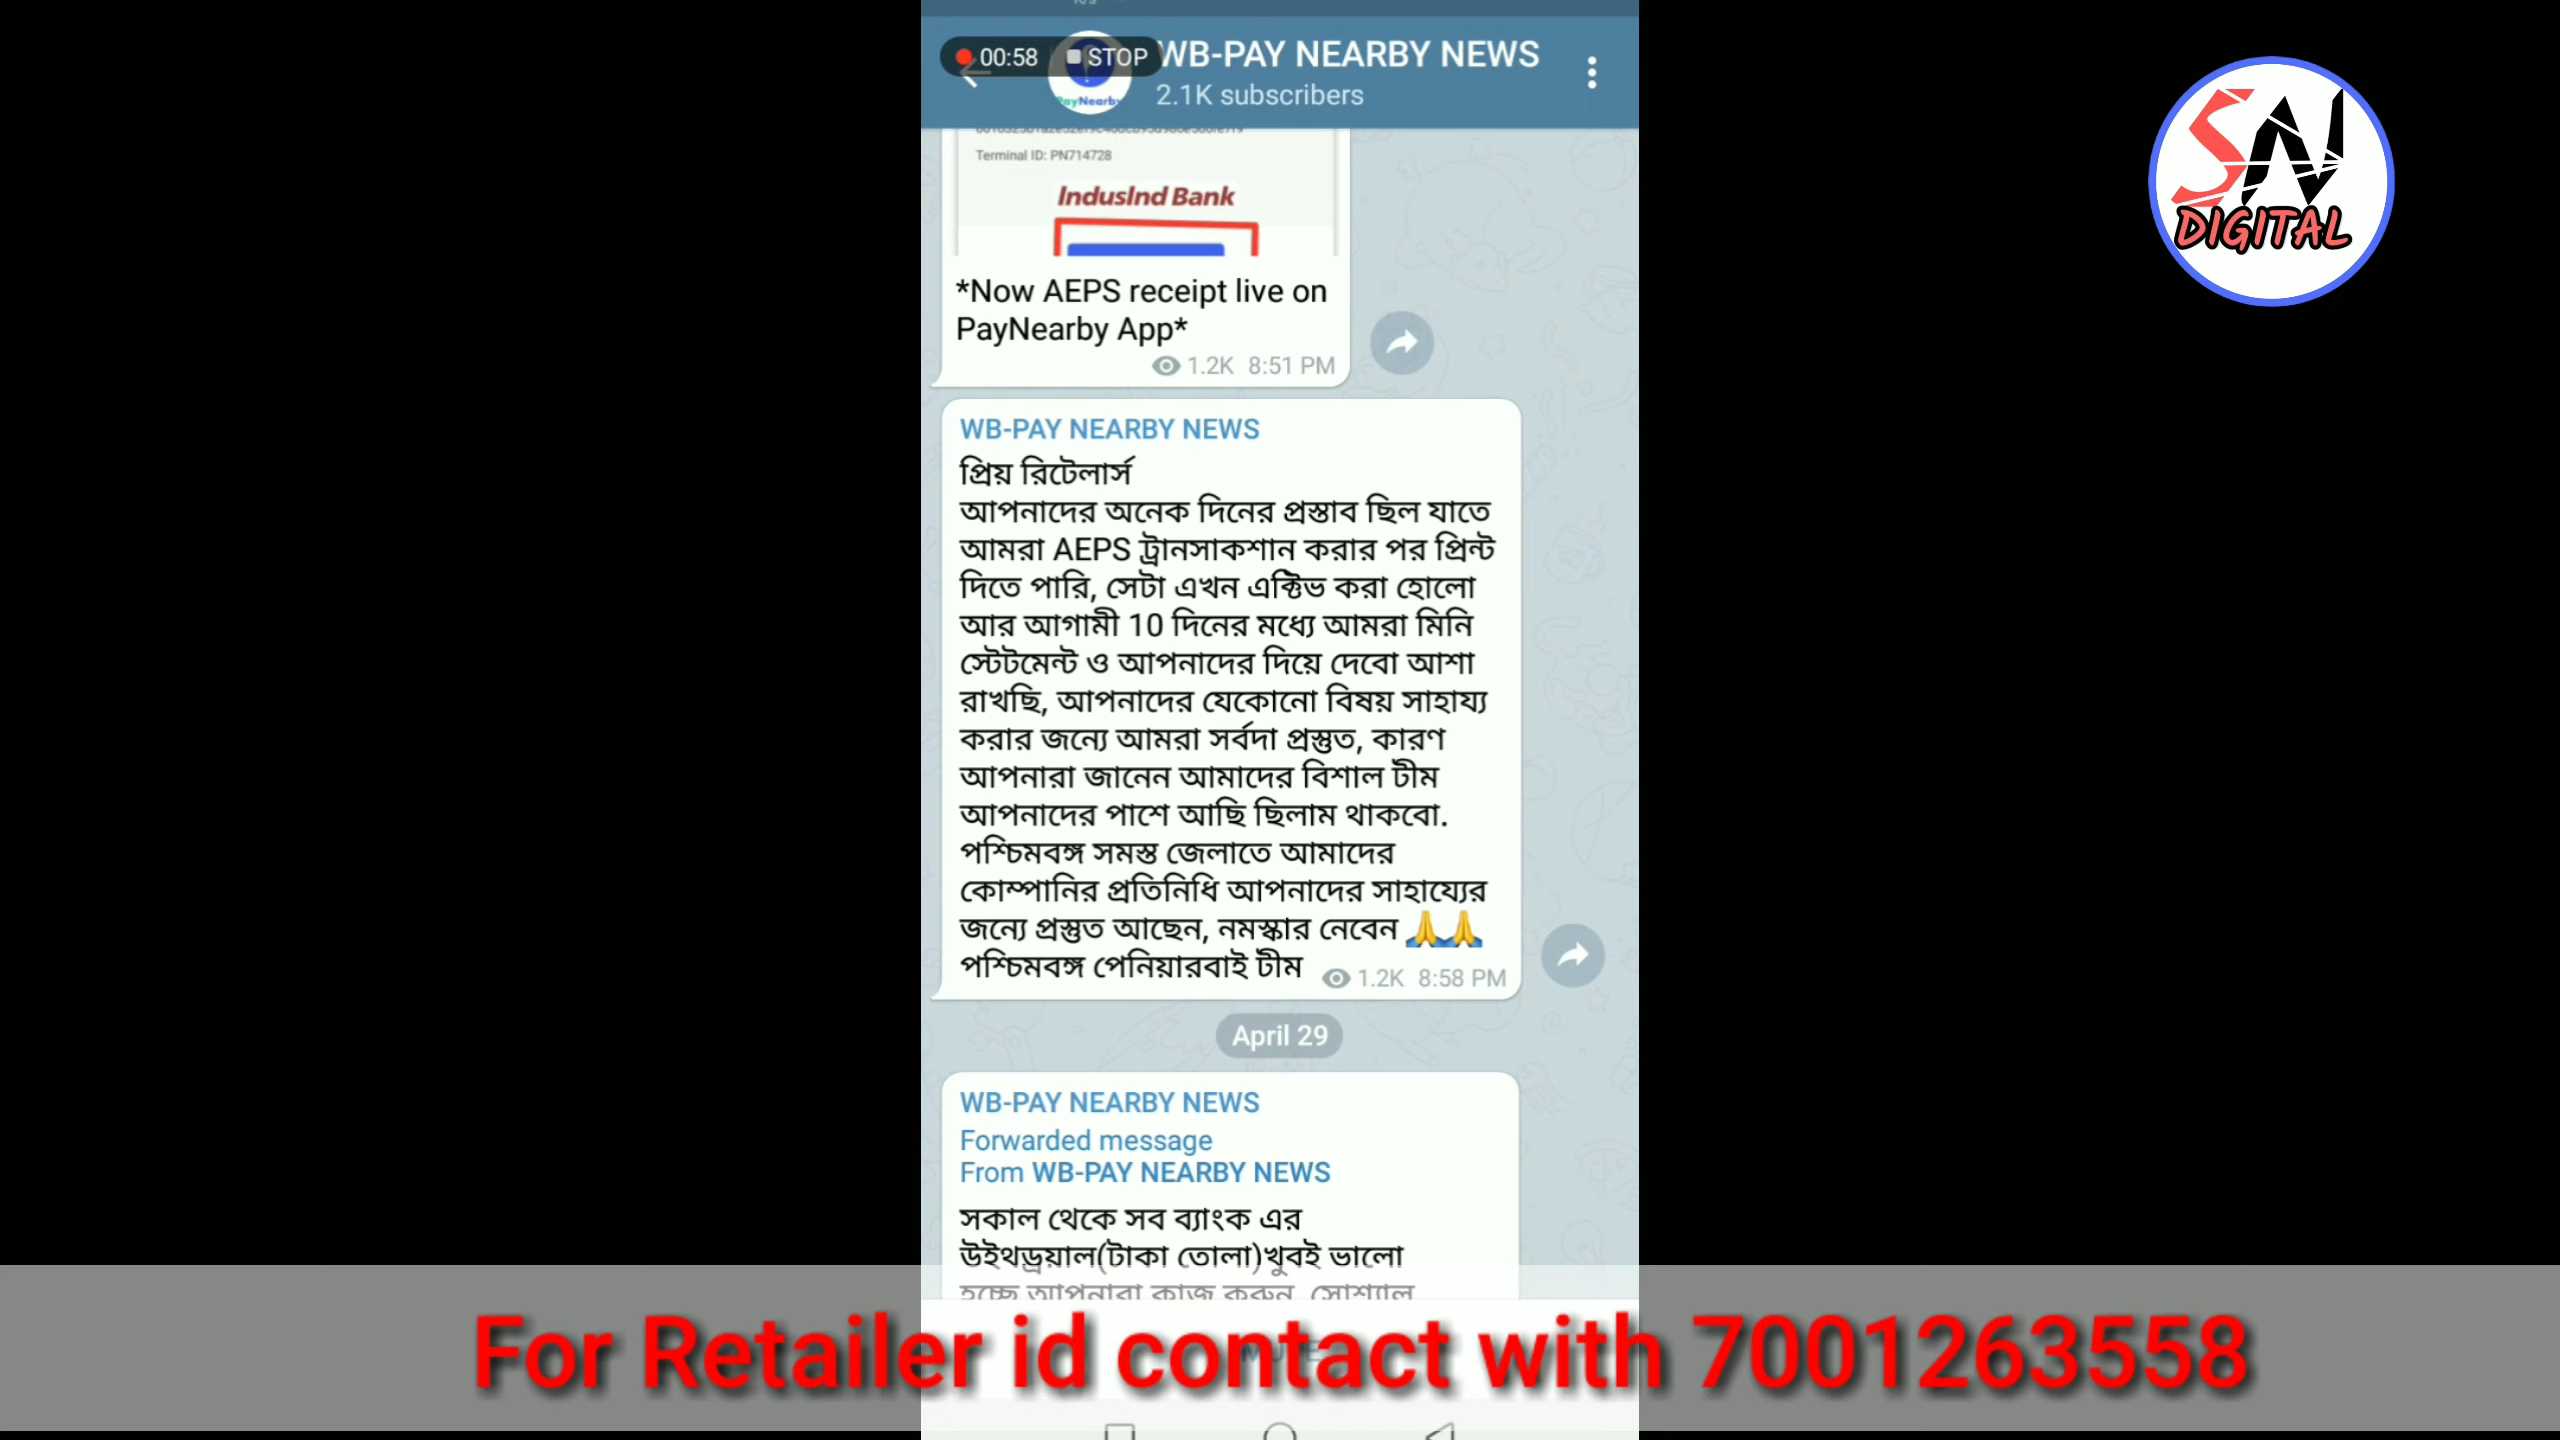 00:58 STOP
WB-PAY NEARBY NEWS
2.1K subscribers
PayNearby
Terminal ID: PN714728
IndusInd Bank
*Now AEPS receipt live on
PayNearby App*
1.2K 8:51 PM
WB-PAY NEARBY NEWS
প্রিয় রিটেলার্স
আপনাদের অনেক দিনের প্রস্তাব ছিল যাতে
আমরা AEPS ট্রানসাকশান করার পর প্রিন্ট
দিতে পারি, সেটা এখন এক্টিভ করা হোলো
আর আগামী 10 দিনের মধ্যে আমরা মিনি
স্টেটমেন্ট ও আপনাদের দিয়ে দেবো আশা
রাখছি, আপনাদের যেকোনো বিষয় সাহায্য
করার জন্যে আমরা সর্বদা প্রস্তুত, কারণ
আপনারা জানেন আমাদের বিশাল টীম
আপনাদের পাশে আছি ছিলাম থাকবো.
পশ্চিমবঙ্গ সমস্ত জেলাতে আমাদের
কোম্পানির প্রতিনিধি আপনাদের সাহায্যের
জন্যে প্রস্তুত আছেন, নমস্কার নেবেন 🙏🙏
পশ্চিমবঙ্গ পেনিয়ারবাই টীম
1.2K 8:58 PM
April 29
WB-PAY NEARBY NEWS
Forwarded message
From WB-PAY NEARBY NEWS
সকাল থেকে সব ব্যাংক এর
উইথড্রয়াল(টাকা তোলা)খুবই ভালো
হচ্ছে আপনারা কাজ করুন, সোশ্যাল
For Retailer id contact with 7001263558
SN
DIGITAL